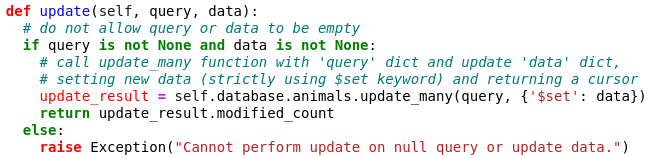 def update(self, query, data):
  # do not allow query or data to be empty
  if query is not None and data is not None:
    # call update_many function with 'query' dict and update 'data' dict,
    # setting new data (strictly using $set keyword) and returning a cursor
    update_result = self.database.animals.update_many(query, {'$set': data})
    return update_result.modified_count
  else:
    raise Exception("Cannot perform update on null query or update data.")